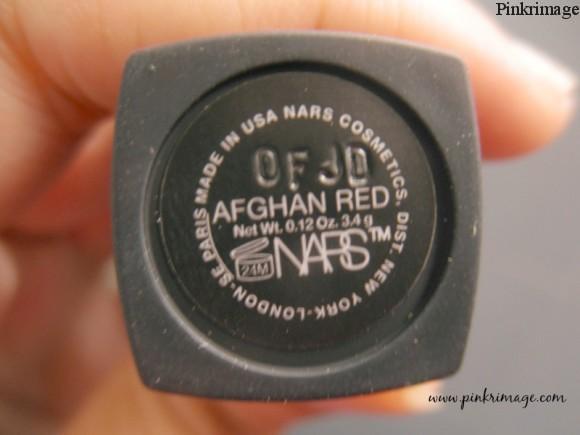 Pinkrimage
MADE IN USA NARS COSMETICS, DIST. NEW YORK-LONDON-SE PARIS
0FJ0
AFGHAN RED
Net Wt. 0.12 Oz. 3.4 g
24M
NARS™
www.pinkrimage.com